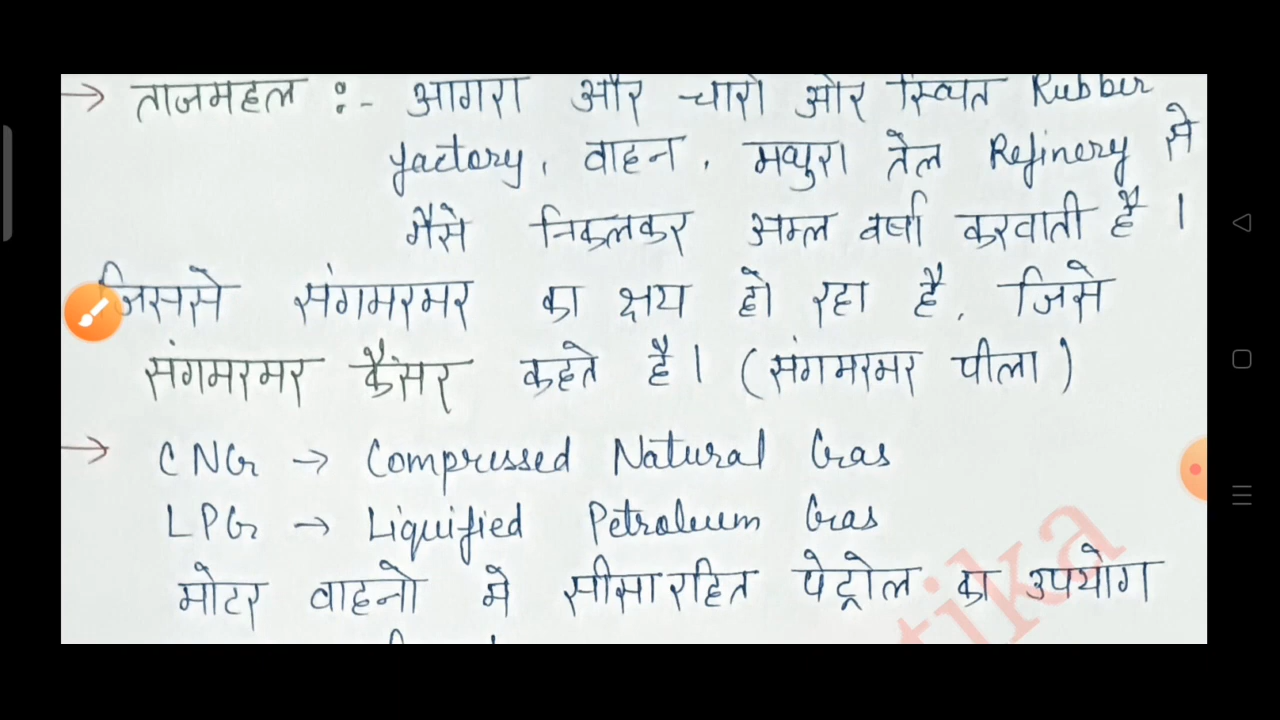 → ताजमहल :- आगरा और चारो ओर स्थित Rubber
factory, वाहन, मथुरा तेल Refinery से
गैसे निकलकर अम्ल वर्षा करवाती है ।
जिससे संगमरमर का क्षय हो रहा है, जिसे
संगमरमर कैंसर कहते है। (संगमरमर पीला)
→ CNG → Compressed Natural Gas
LPG → Liquified Petroleum Gas
मोटर वाहनो मे सीसारहित पेट्रोल का उपयोग